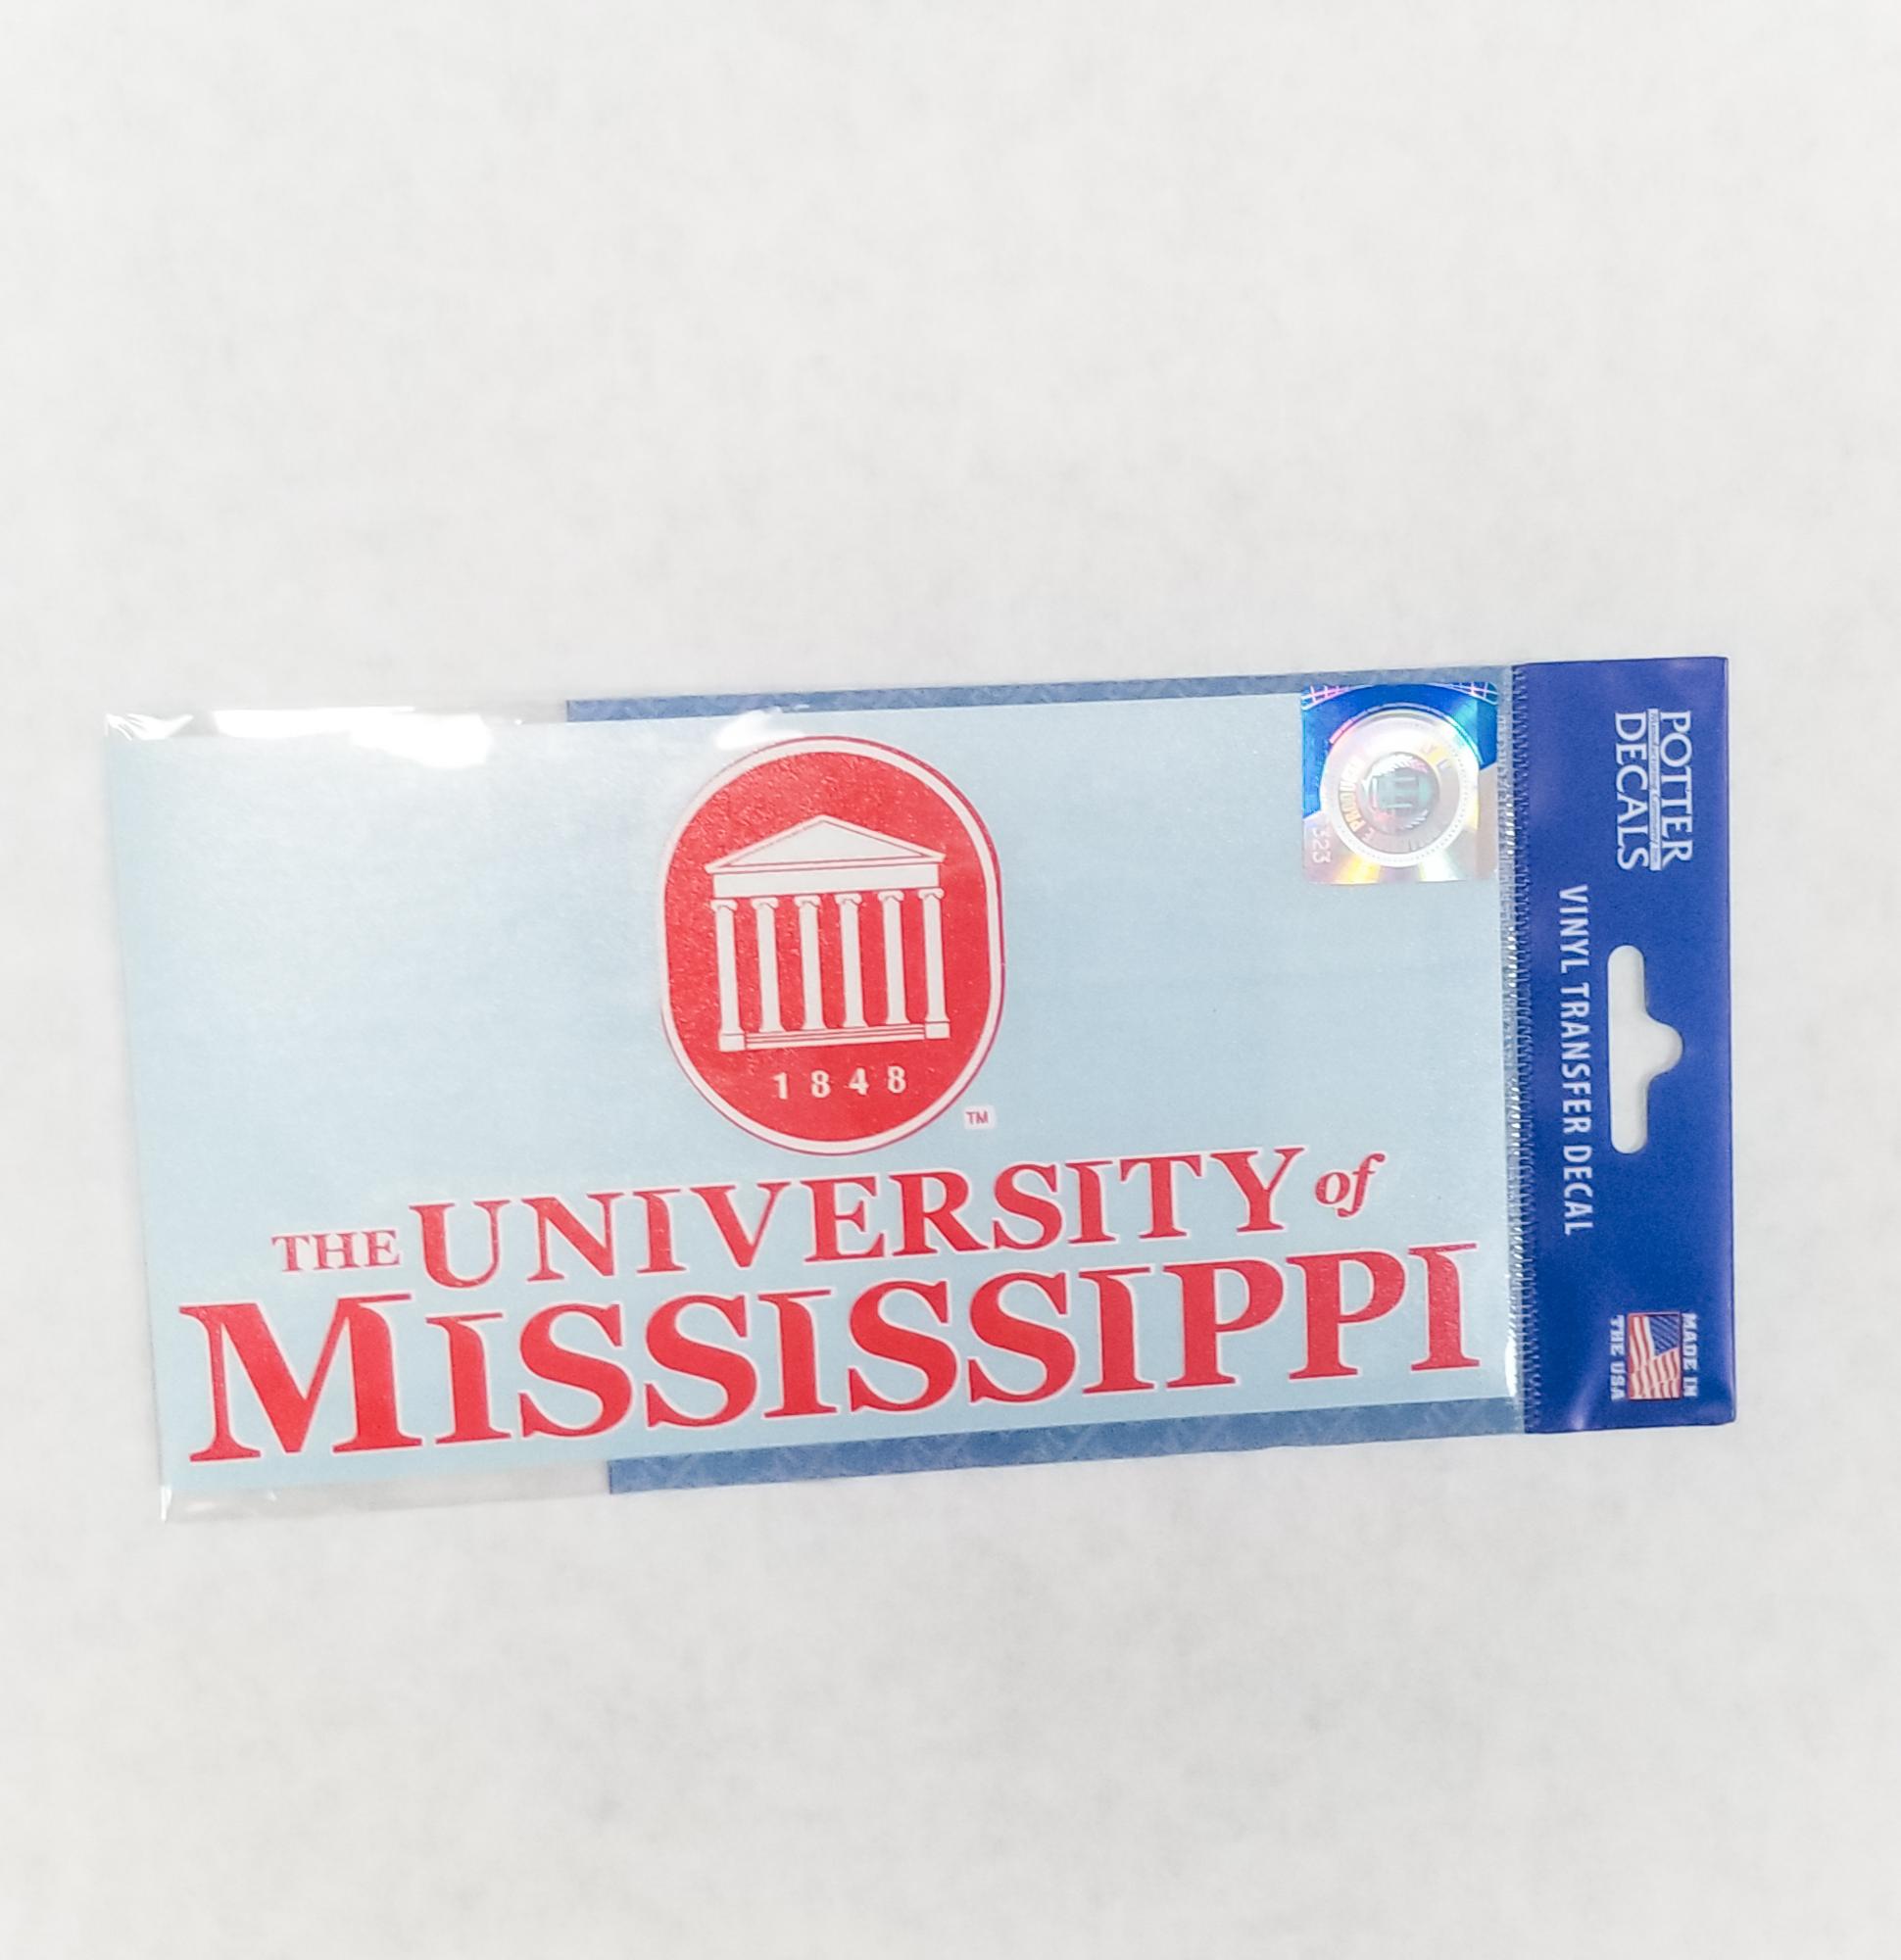 1848
TM
THE UNIVERSITY of
MISSISSIPPI
POTTER
DECALS
VINYL TRANSFER DECAL
MADE IN
THE USA